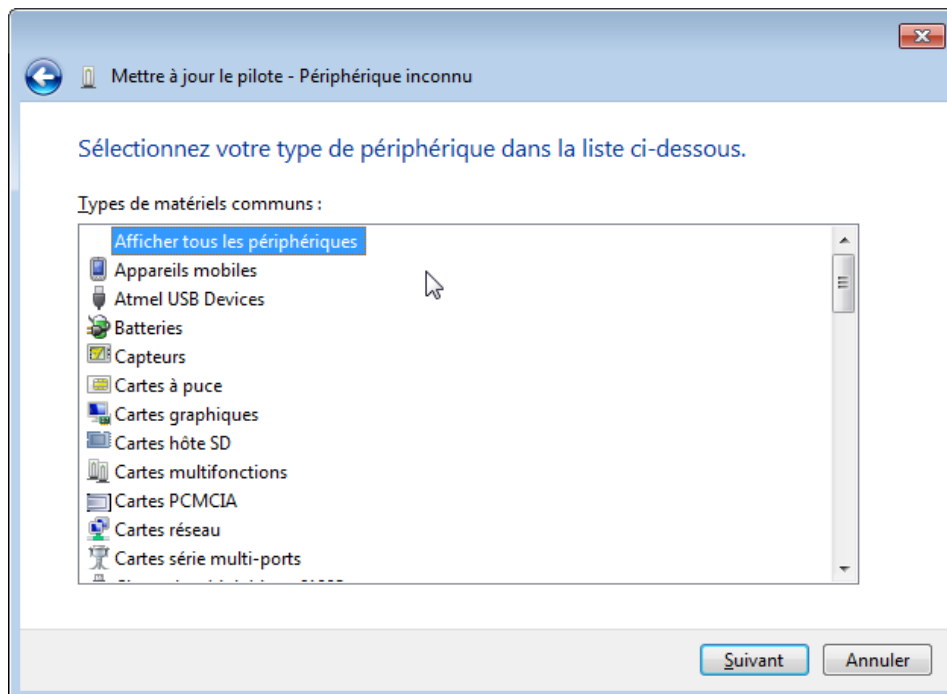 Mettre à jour le pilote - Périphérique inconnu
Sélectionnez votre type de périphérique dans la liste ci-dessous.
Types de matériels communs :
Afficher tous les périphériques
Appareils mobiles
Atmel USB Devices
Batteries
Capteurs
Cartes à puce
Cartes graphiques
Cartes hôte SD
Cartes multifonctions
Cartes PCMCIA
Cartes réseau
Cartes série multi-ports
Suivant
Annuler